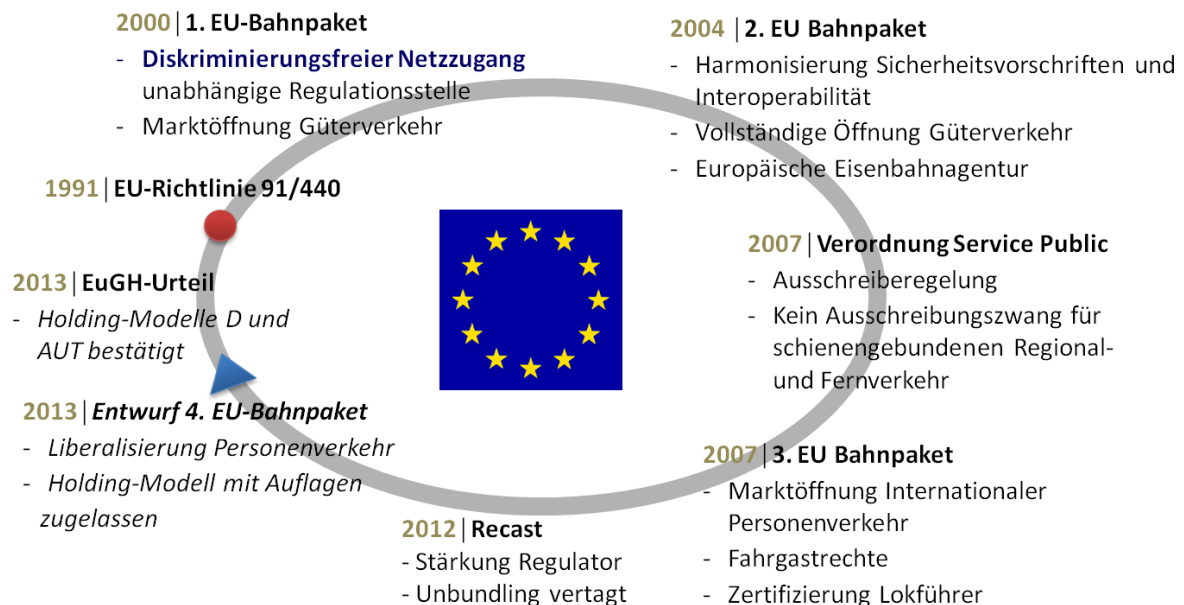 2000 | 1. EU-Bahnpaket
- Diskriminierungsfreier Netzzugang
unabhängige Regulationsstelle
- Marktöffnung Güterverkehr
2004 | 2. EU Bahnpaket
- Harmonisierung Sicherheitsvorschriften und
Interoperabilität
- Vollständige Öffnung Güterverkehr
- Europäische Eisenbahnagentur
1991 | EU-Richtlinie 91/440
2007 | Verordnung Service Public
- Ausschreiberegelung
- Kein Ausschreibungszwang für
schienengebundenen Regional-
und Fernverkehr
2013 | EuGH-Urteil
- Holding-Modelle D und
AUT bestätigt
2013 | Entwurf 4. EU-Bahnpaket
- Liberalisierung Personenverkehr
- Holding-Modell mit Auflagen
zugelassen
2007 | 3. EU Bahnpaket
- Marktöffnung Internationaler
Personenverkehr
- Fahrgastrechte
- Zertifizierung Lokführer
2012 | Recast
- Stärkung Regulator
- Unbundling vertagt